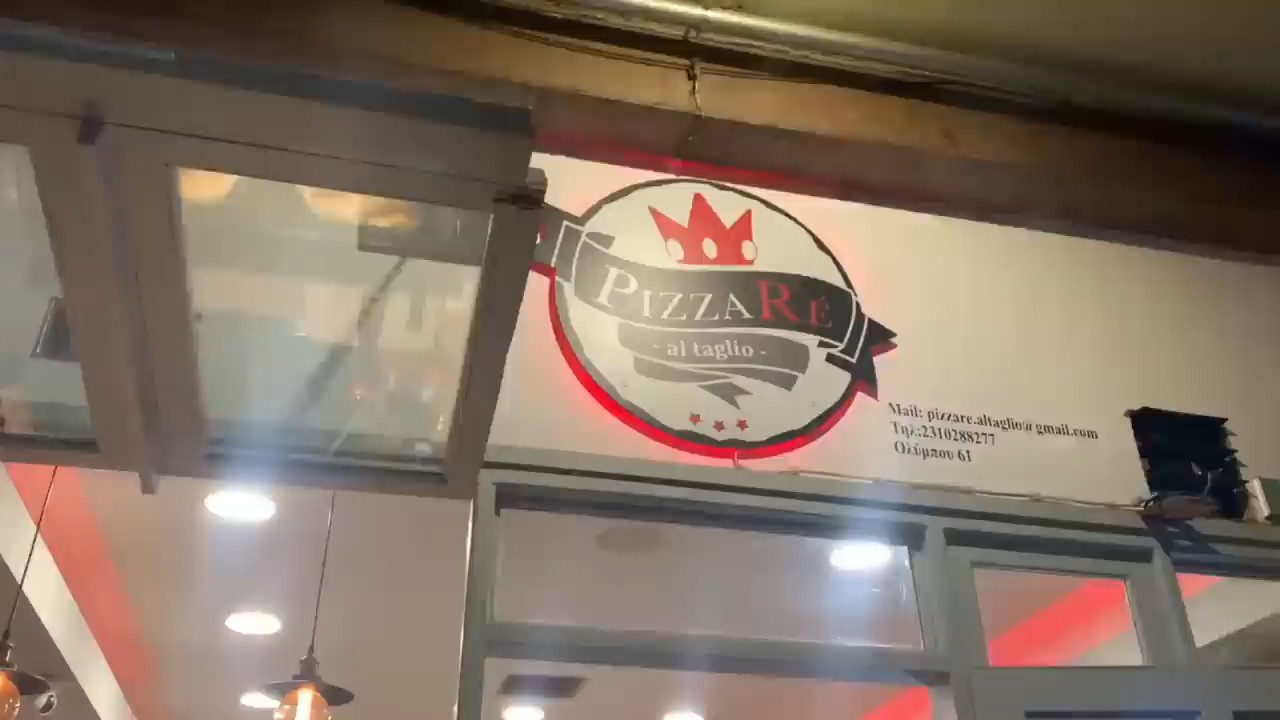 PIZZARÉ
- al taglio -
Mail: pizzare.altaglio@gmail.com
Τηλ:2310288277
Ολύμπου 61